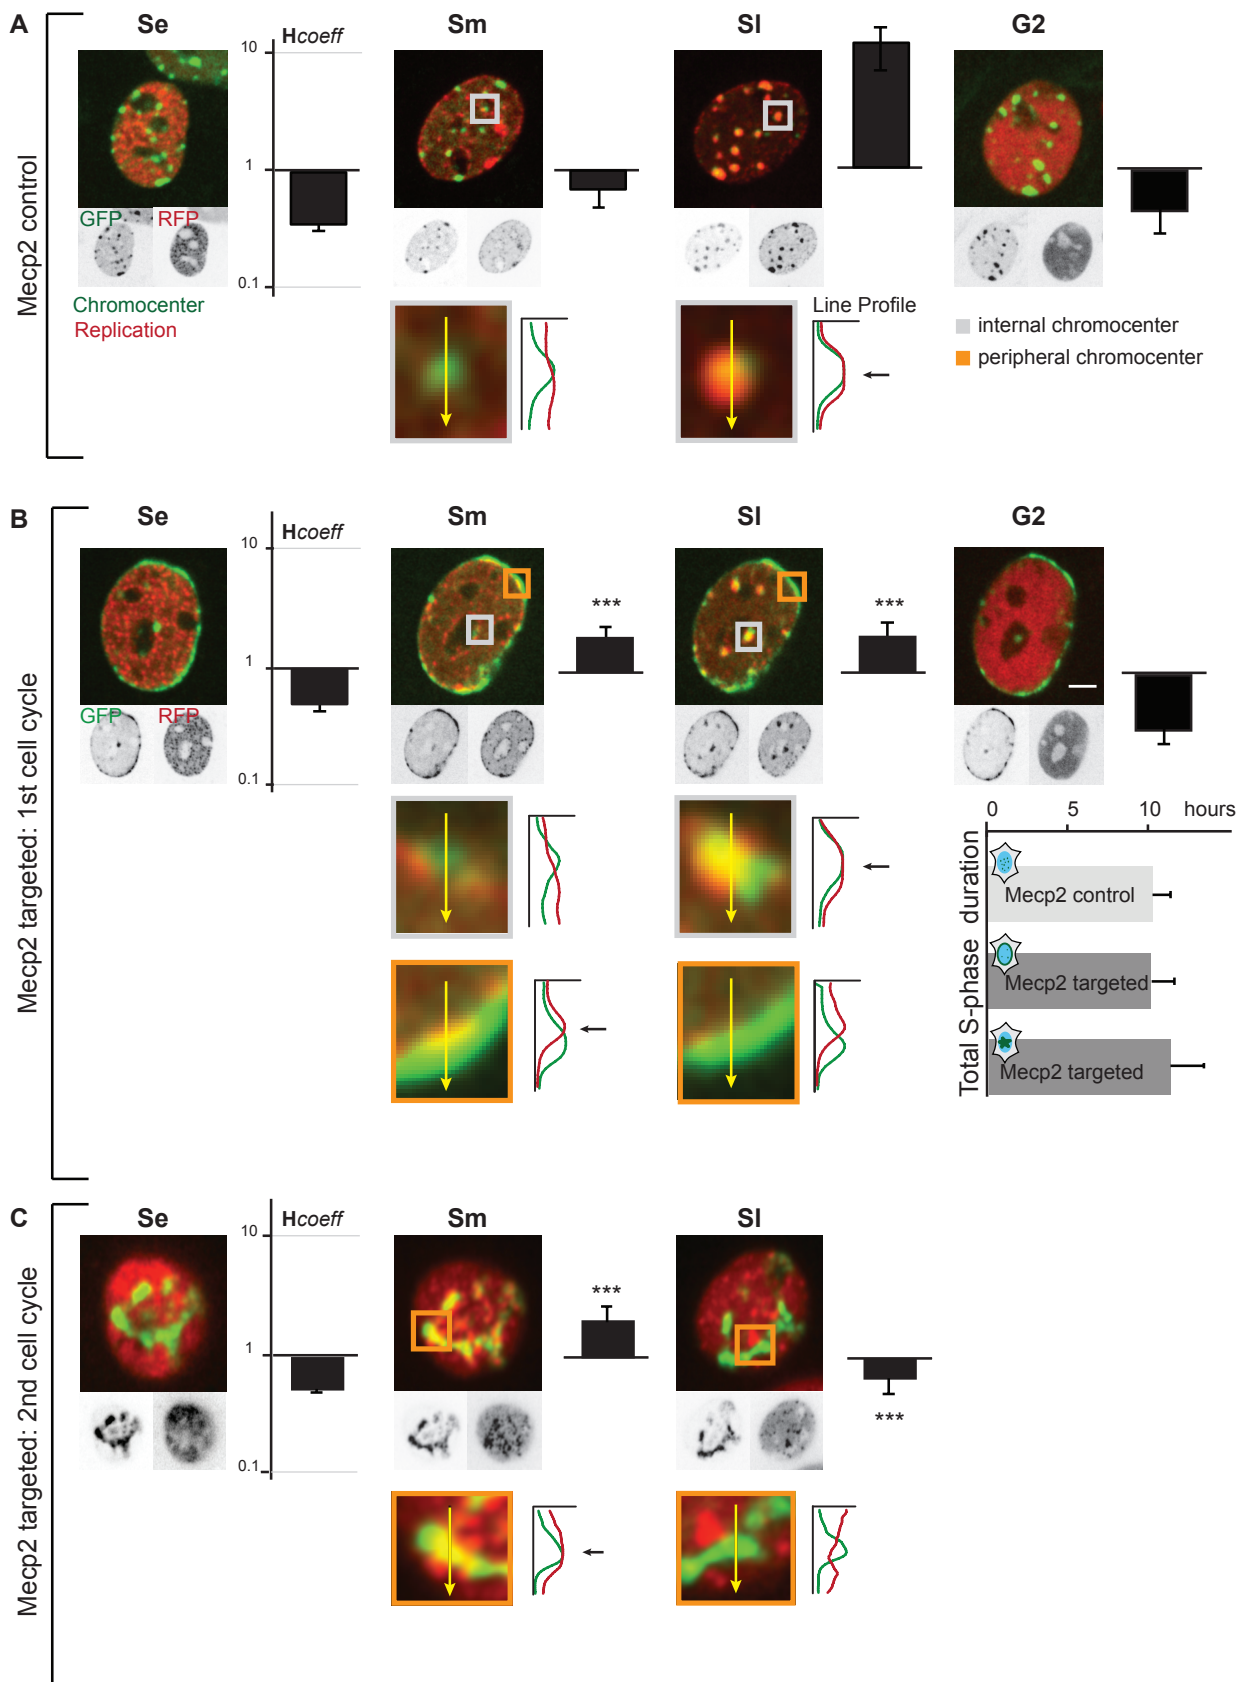 A
Mecp2 control
Se
Hcoeff
Sm
Sl
G2
10
1
0.1
GFP RFP
Chromocenter
Replication
Line Profile
internal chromocenter
peripheral chromocenter
B
Mecp2 targeted: 1st cell cycle
Se
Hcoeff
Sm
Sl
G2
10
1
0.1
***
***
GFP RFP
0 5 10 hours
Total S-phase duration
Mecp2 control
Mecp2 targeted
Mecp2 targeted
C
Mecp2 targeted: 2nd cell cycle
Se
Hcoeff
Sm
Sl
10
1
0.1
***
***